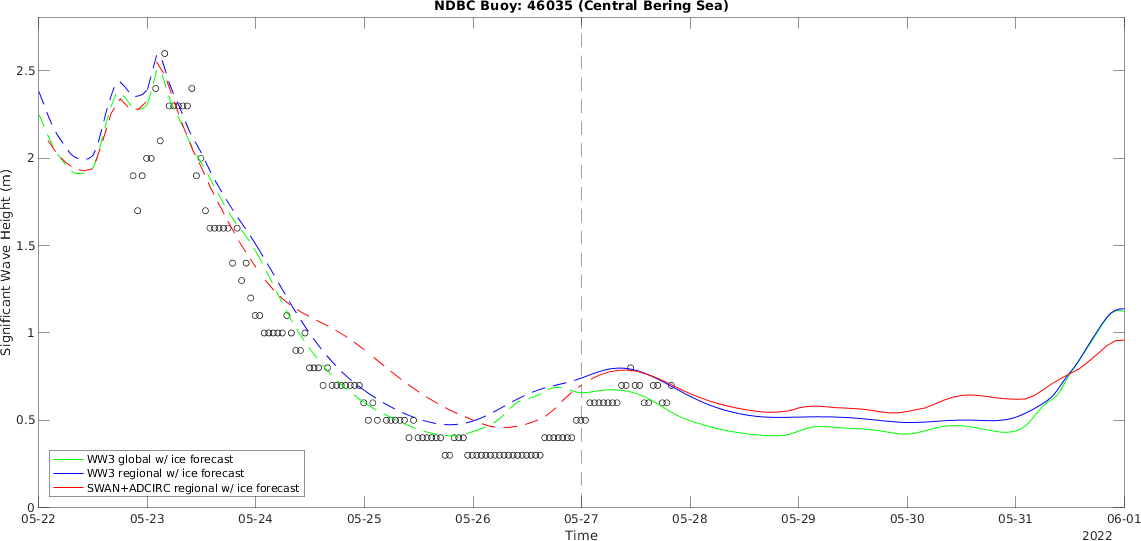 NDBC Buoy: 46035 (Central Bering Sea)
Significant Wave Height (m)
2.5
2
1.5
1
0.5
0
WW3 global w/ ice forecast
WW3 regional w/ ice forecast
SWAN+ADCIRC regional w/ ice forecast
05-22 05-23 05-24 05-25 05-26 05-27 05-28 05-29 05-30 05-31 06-01
Time 2022